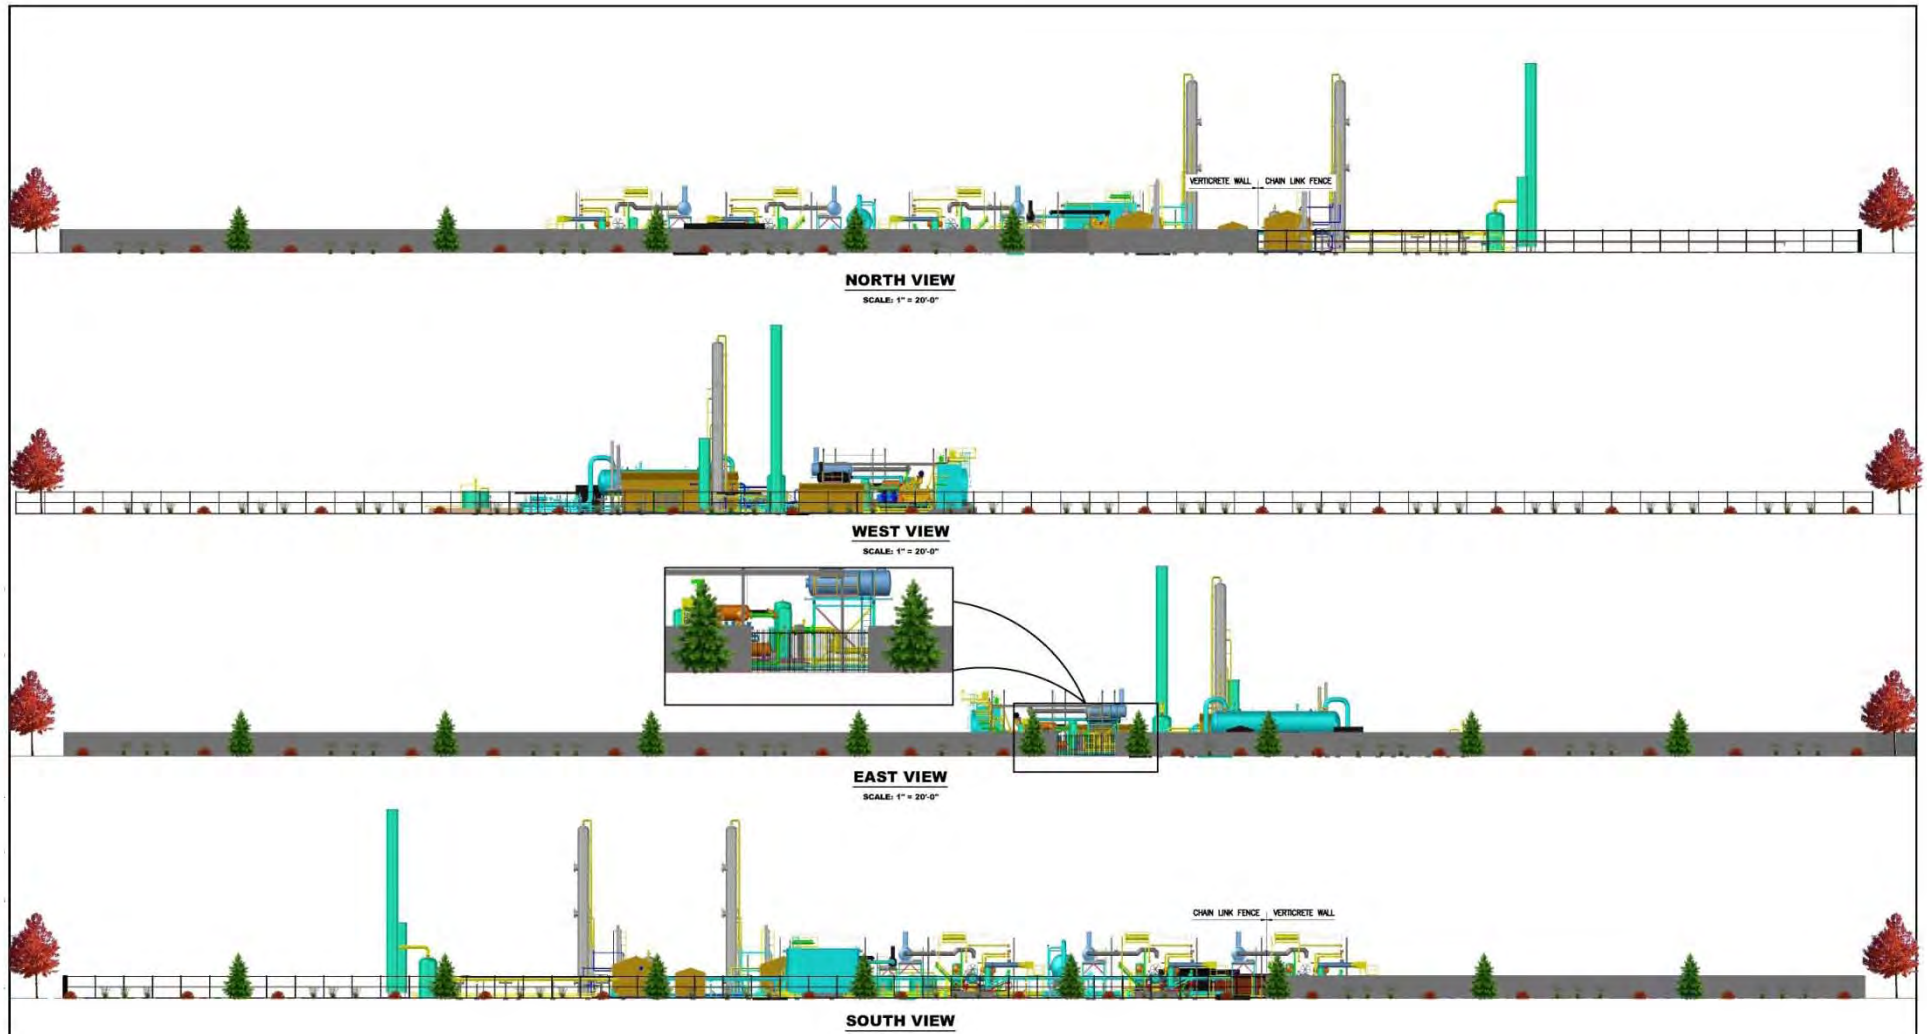 VERTICRETE WALL CHAIN LINK FENCE
NORTH VIEW
SCALE: 1" = 20'-0"
WEST VIEW
SCALE: 1" = 20'-0"
EAST VIEW
SCALE: 1" = 20'-0"
CHAIN LINK FENCE VERTICRETE WALL
SOUTH VIEW